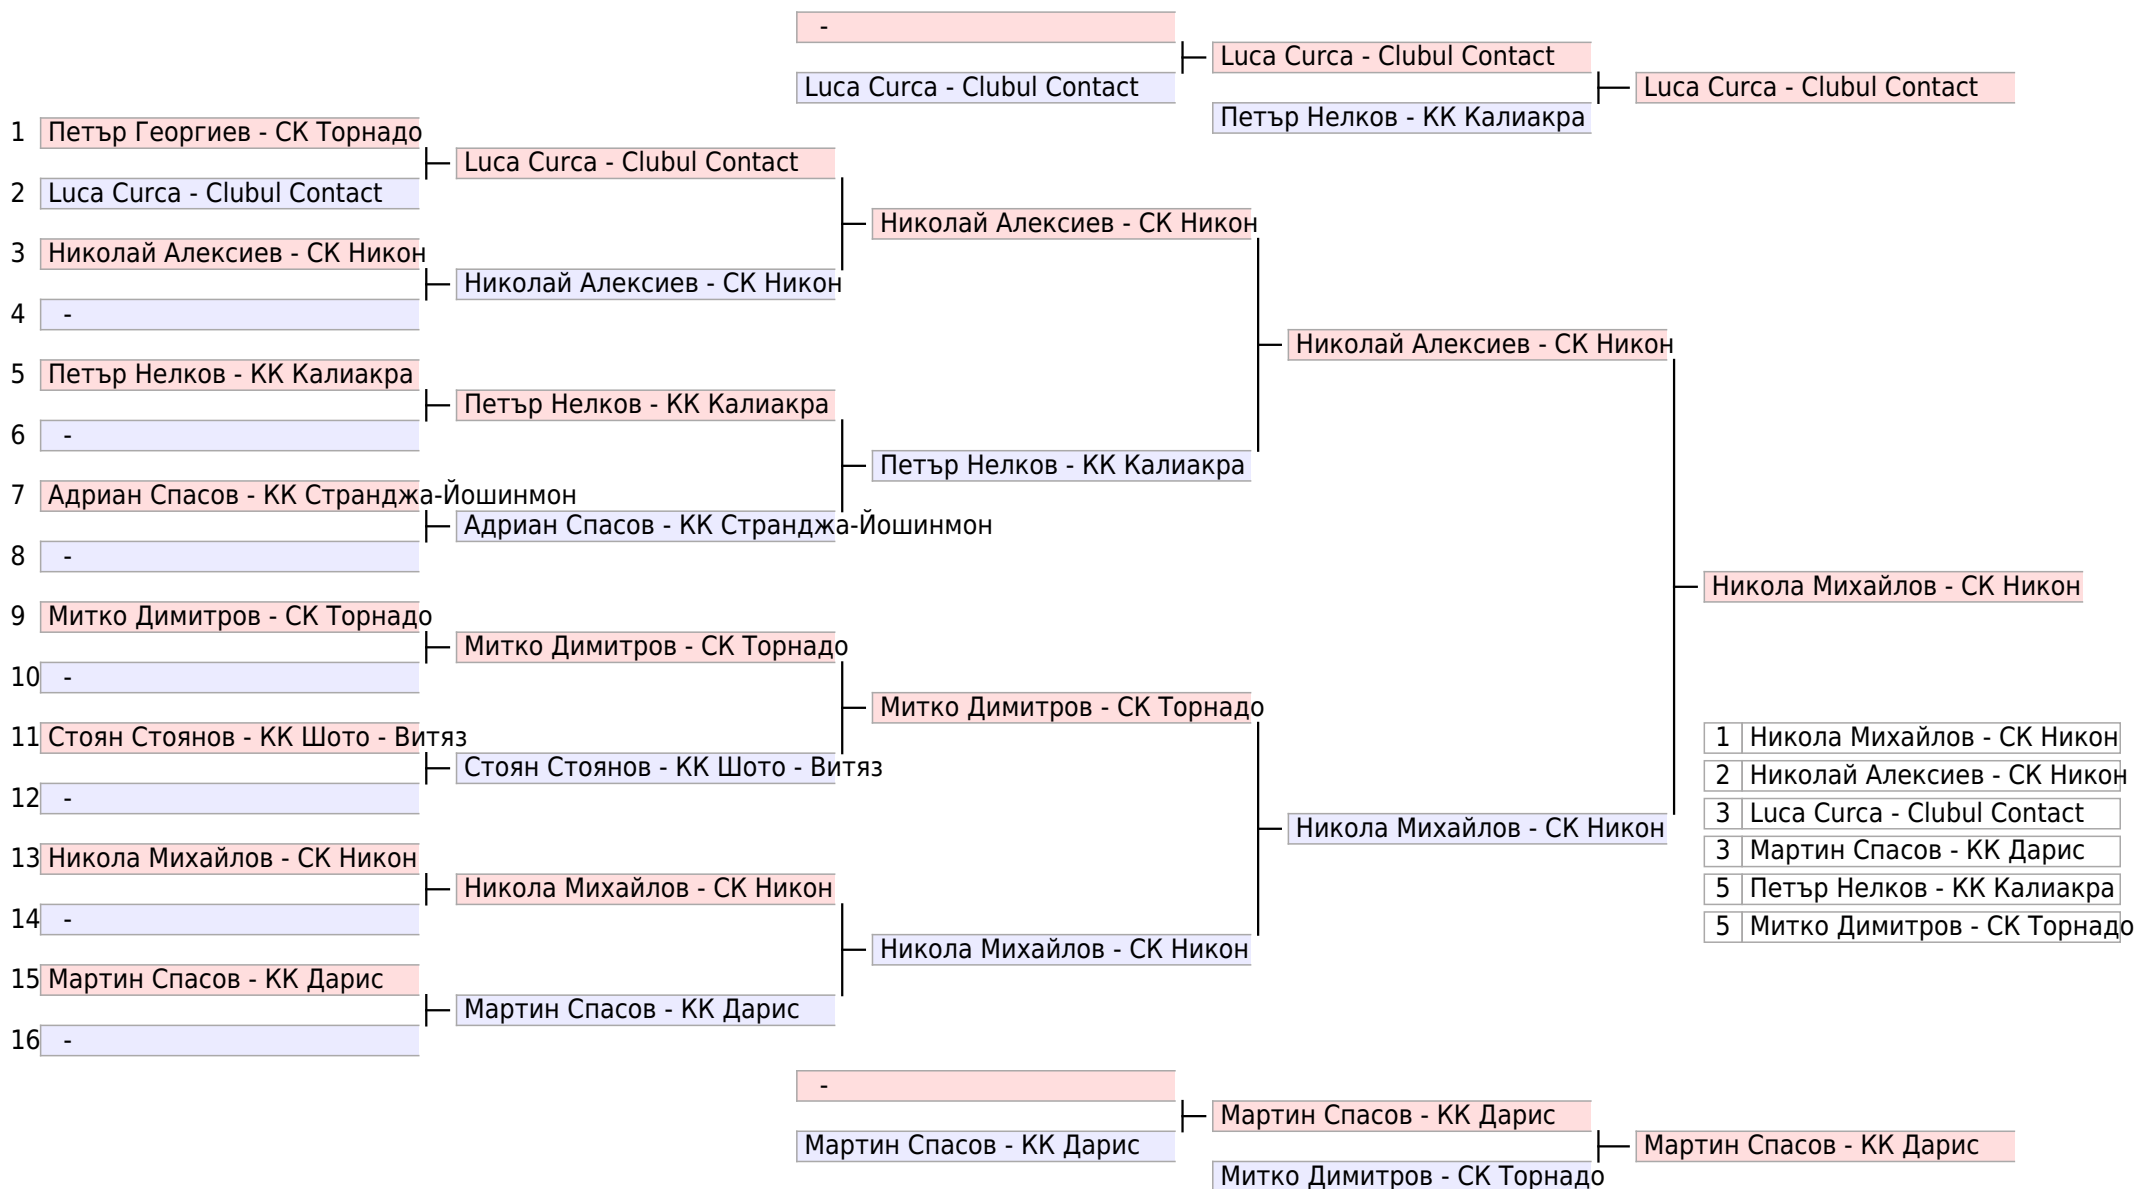 -
Luca Curca - Clubul Contact
Luca Curca - Clubul Contact
Luca Curca - Clubul Contact
Петър Нелков - КК Калиакра
1 Петър Георгиев - СК Торнадо
Luca Curca - Clubul Contact
2 Luca Curca - Clubul Contact
Николай Алексиев - СК Никон
3 Николай Алексиев - СК Никон
Николай Алексиев - СК Никон
4 -
Николай Алексиев - СК Никон
5 Петър Нелков - КК Калиакра
Петър Нелков - КК Калиакра
6 -
Петър Нелков - КК Калиакра
7 Адриан Спасов - КК Странджа-Йошинмон
Адриан Спасов - КК Странджа-Йошинмон
8 -
Никола Михайлов - СК Никон
9 Митко Димитров - СК Торнадо
Митко Димитров - СК Торнадо
10 -
Митко Димитров - СК Торнадо
11 Стоян Стоянов - КК Шото - Витяз
Стоян Стоянов - КК Шото - Витяз
12 -
Никола Михайлов - СК Никон
13 Никола Михайлов - СК Никон
Никола Михайлов - СК Никон
14 -
Никола Михайлов - СК Никон
15 Мартин Спасов - КК Дарис
Мартин Спасов - КК Дарис
16 -
1 Никола Михайлов - СК Никон
2 Николай Алексиев - СК Никон
3 Luca Curca - Clubul Contact
3 Мартин Спасов - КК Дарис
5 Петър Нелков - КК Калиакра
5 Митко Димитров - СК Торнадо
-
Мартин Спасов - КК Дарис
Мартин Спасов - КК Дарис
Мартин Спасов - КК Дарис
Митко Димитров - СК Торнадо